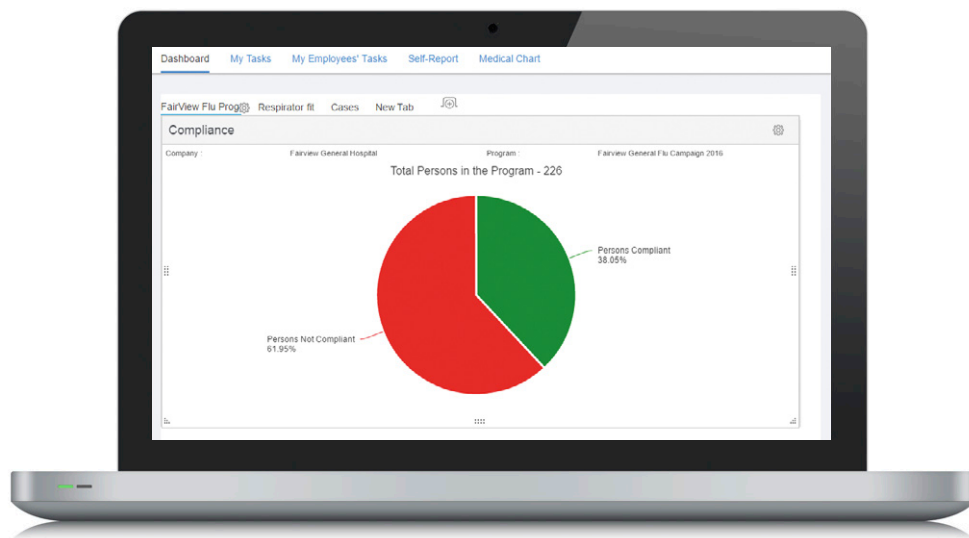 Dashboard My Tasks My Employees' Tasks Self-Report Medical Chart
FairView Flu Prog Respirator fit Cases New Tab
Compliance
Company : Fairview General Hospital Program : Fairview General Flu Campaign 2016
Total Persons in the Program - 226
Persons Compliant
38.05%
Persons Not Compliant
61.95%